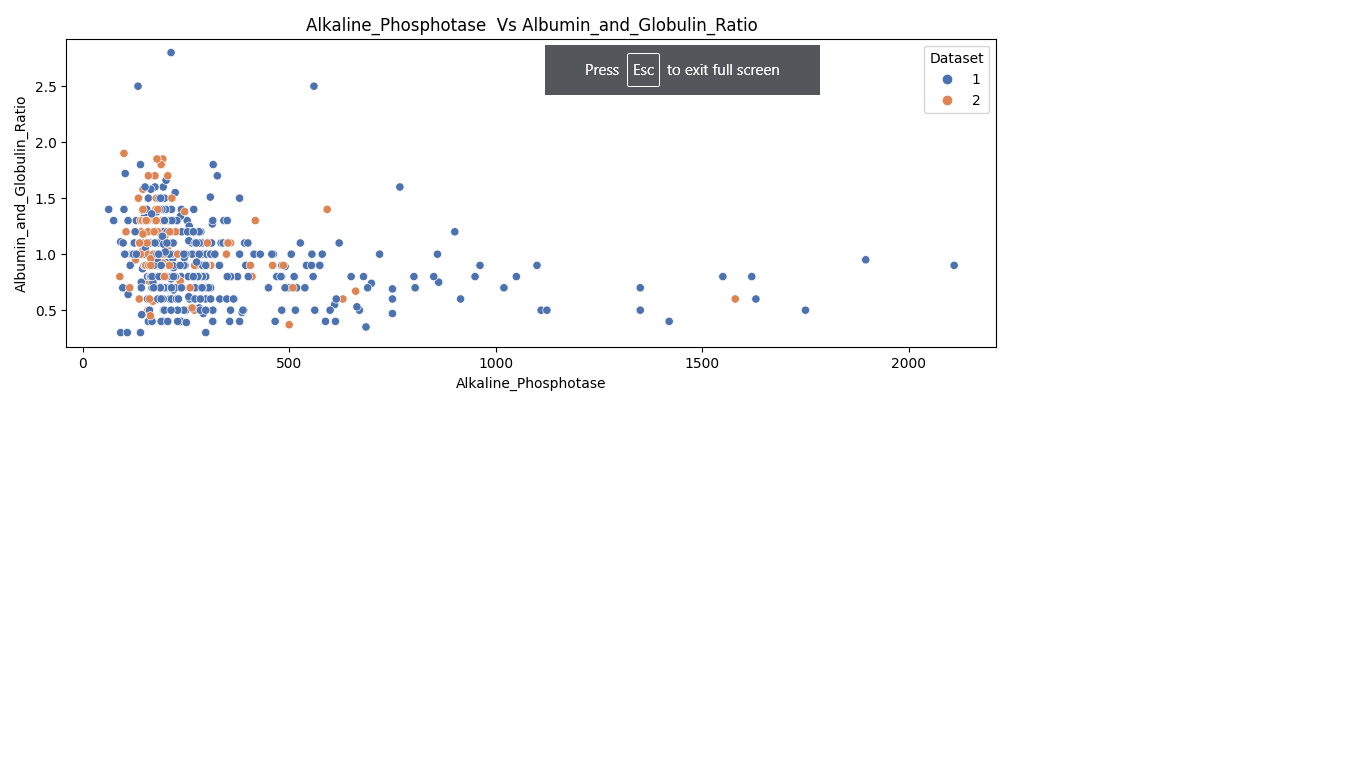 Alkaline_Phosphotase  Vs Albumin_and_Globulin_Ratio
Press Esc to exit full screen
Dataset
1
2
Albumin_and_Globulin_Ratio
2.5
2.0
1.5
1.0
0.5
0 500 1000 1500 2000
Alkaline_Phosphotase